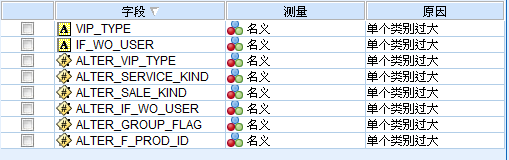 字段 测量 原因
VIP_TYPE 名义 单个类别过大
IF_WO_USER 名义 单个类别过大
ALTER_VIP_TYPE 名义 单个类别过大
ALTER_SERVICE_KIND 名义 单个类别过大
ALTER_SALE_KIND 名义 单个类别过大
ALTER_IF_WO_USER 名义 单个类别过大
ALTER_GROUP_FLAG 名义 单个类别过大
ALTER_F_PROD_ID 名义 单个类别过大